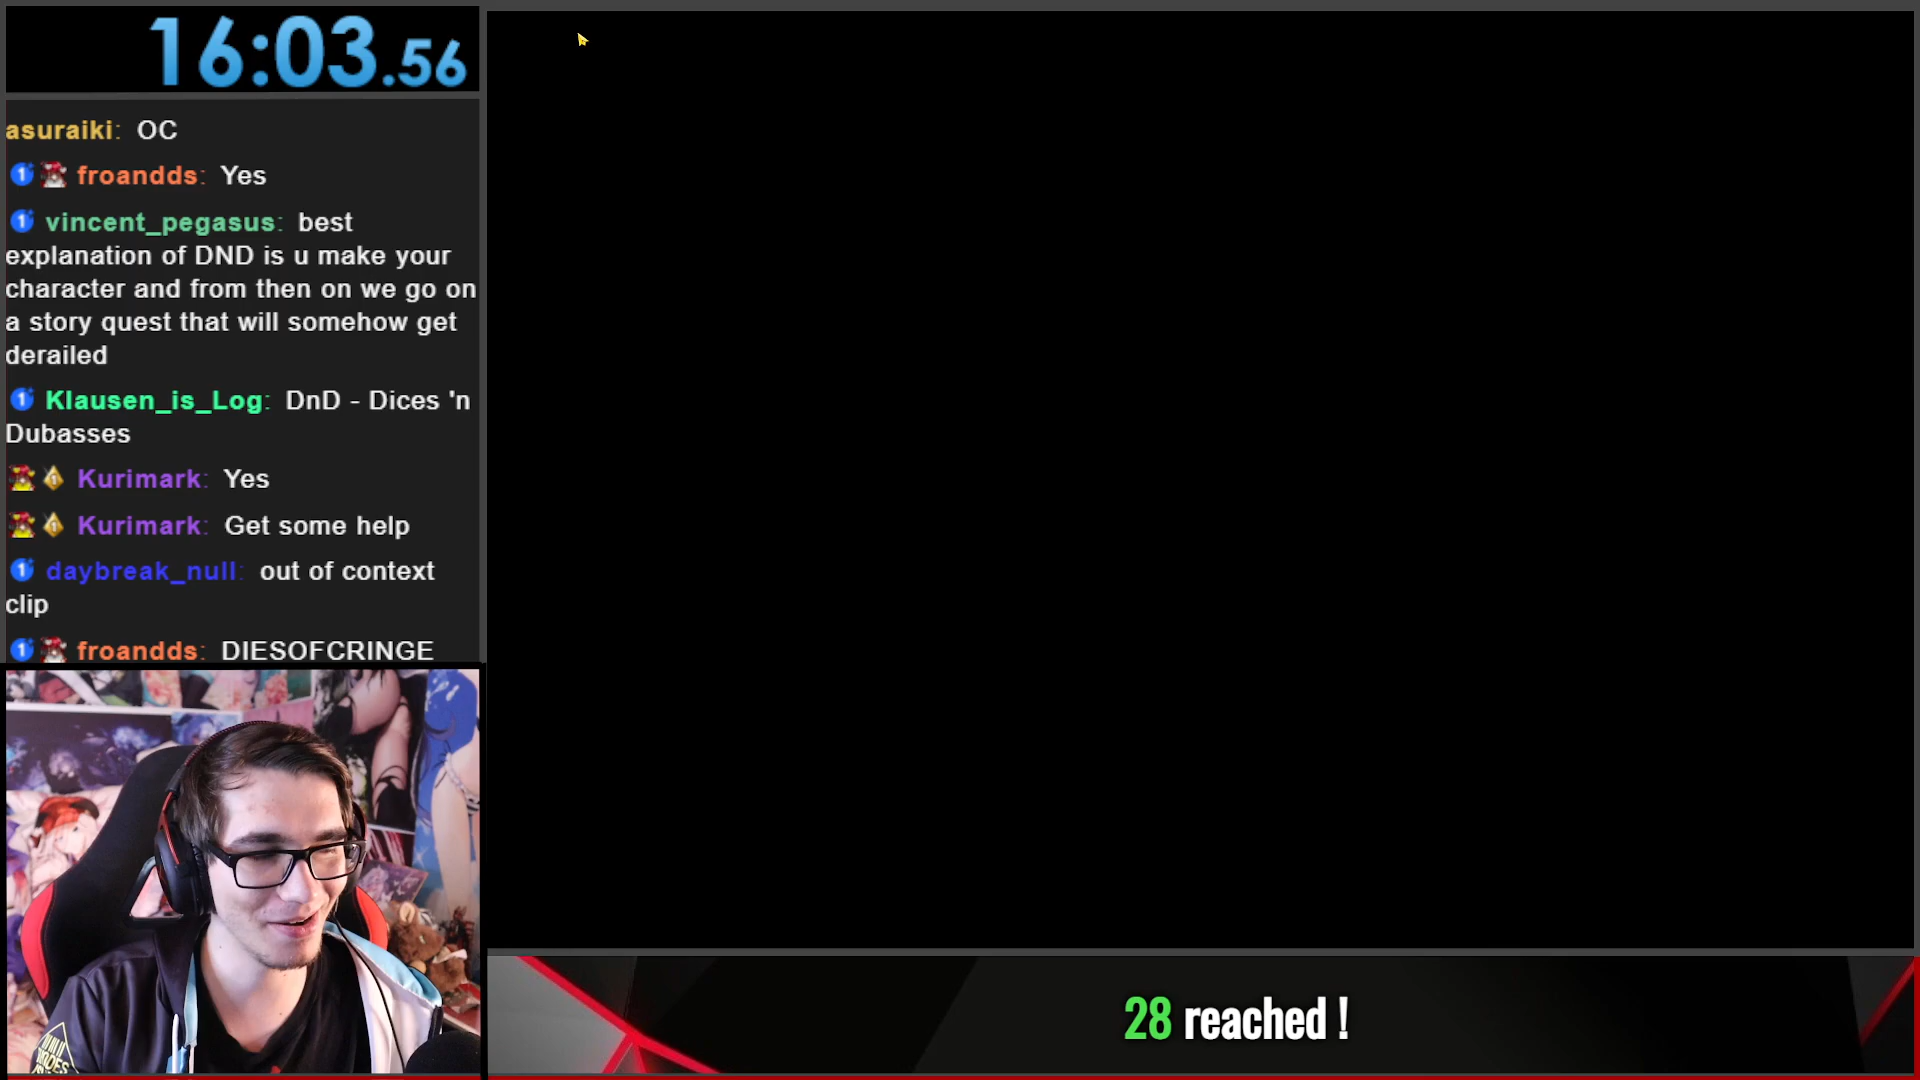 16:03.56
asuraiki: OC
froandds: Yes
vincent_pegasus: best
explanation of DND is u make your
character and from then on we go on
a story quest that will somehow get
derailed
Klausen_is_Log: DnD - Dices 'n
Dubasses
Kurimark: Yes
Kurimark: Get some help
daybreak_null: out of context
clip
froandds: DIESOFCRINGE
28 reached !